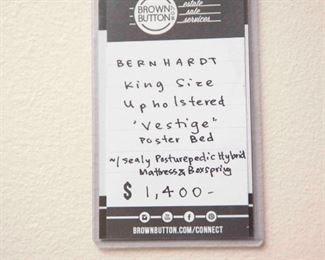 BROWN
BUTTON
estate
sale
services
BERNHARDT
King Size
Upholstered
"Vestige"
Poster Bed
~/Sealy Posturepedic Hybrid
Mattress & Boxspring
$ 1,400-
BROWNBUTTON.COM/CONNECT